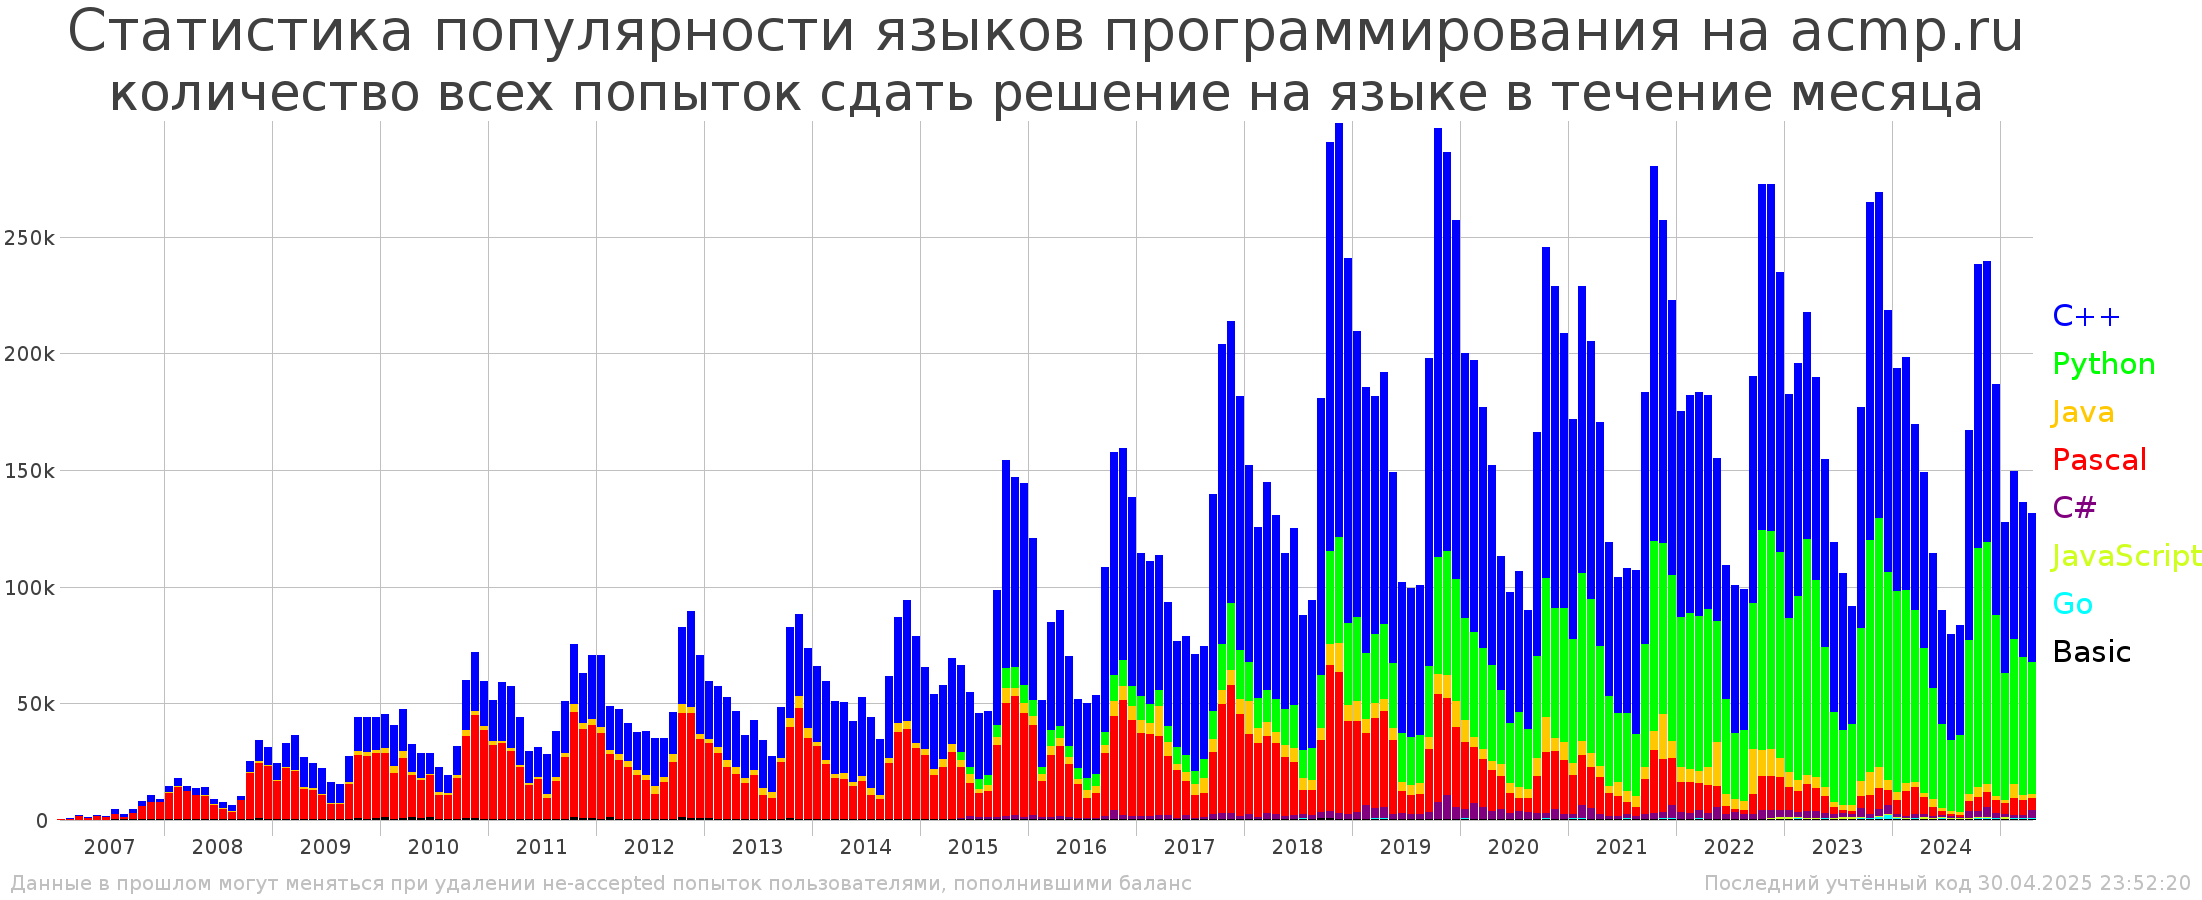 Статистика популярности языков программирования на acmp.ru
количество всех попыток сдать решение на языке в течение месяца
250k
200k
150k
100k
50k
0
C++
Python
Java
Pascal
C#
JavaScript
Go
Basic
2007 2008 2009 2010 2011 2012 2013 2014 2015 2016 2017 2018 2019 2020 2021 2022 2023 2024
Данные в прошлом могут меняться при удалении не-accepted попыток пользователями, пополнившими баланс
Последний учтённый код 30.04.2025 23:52:20